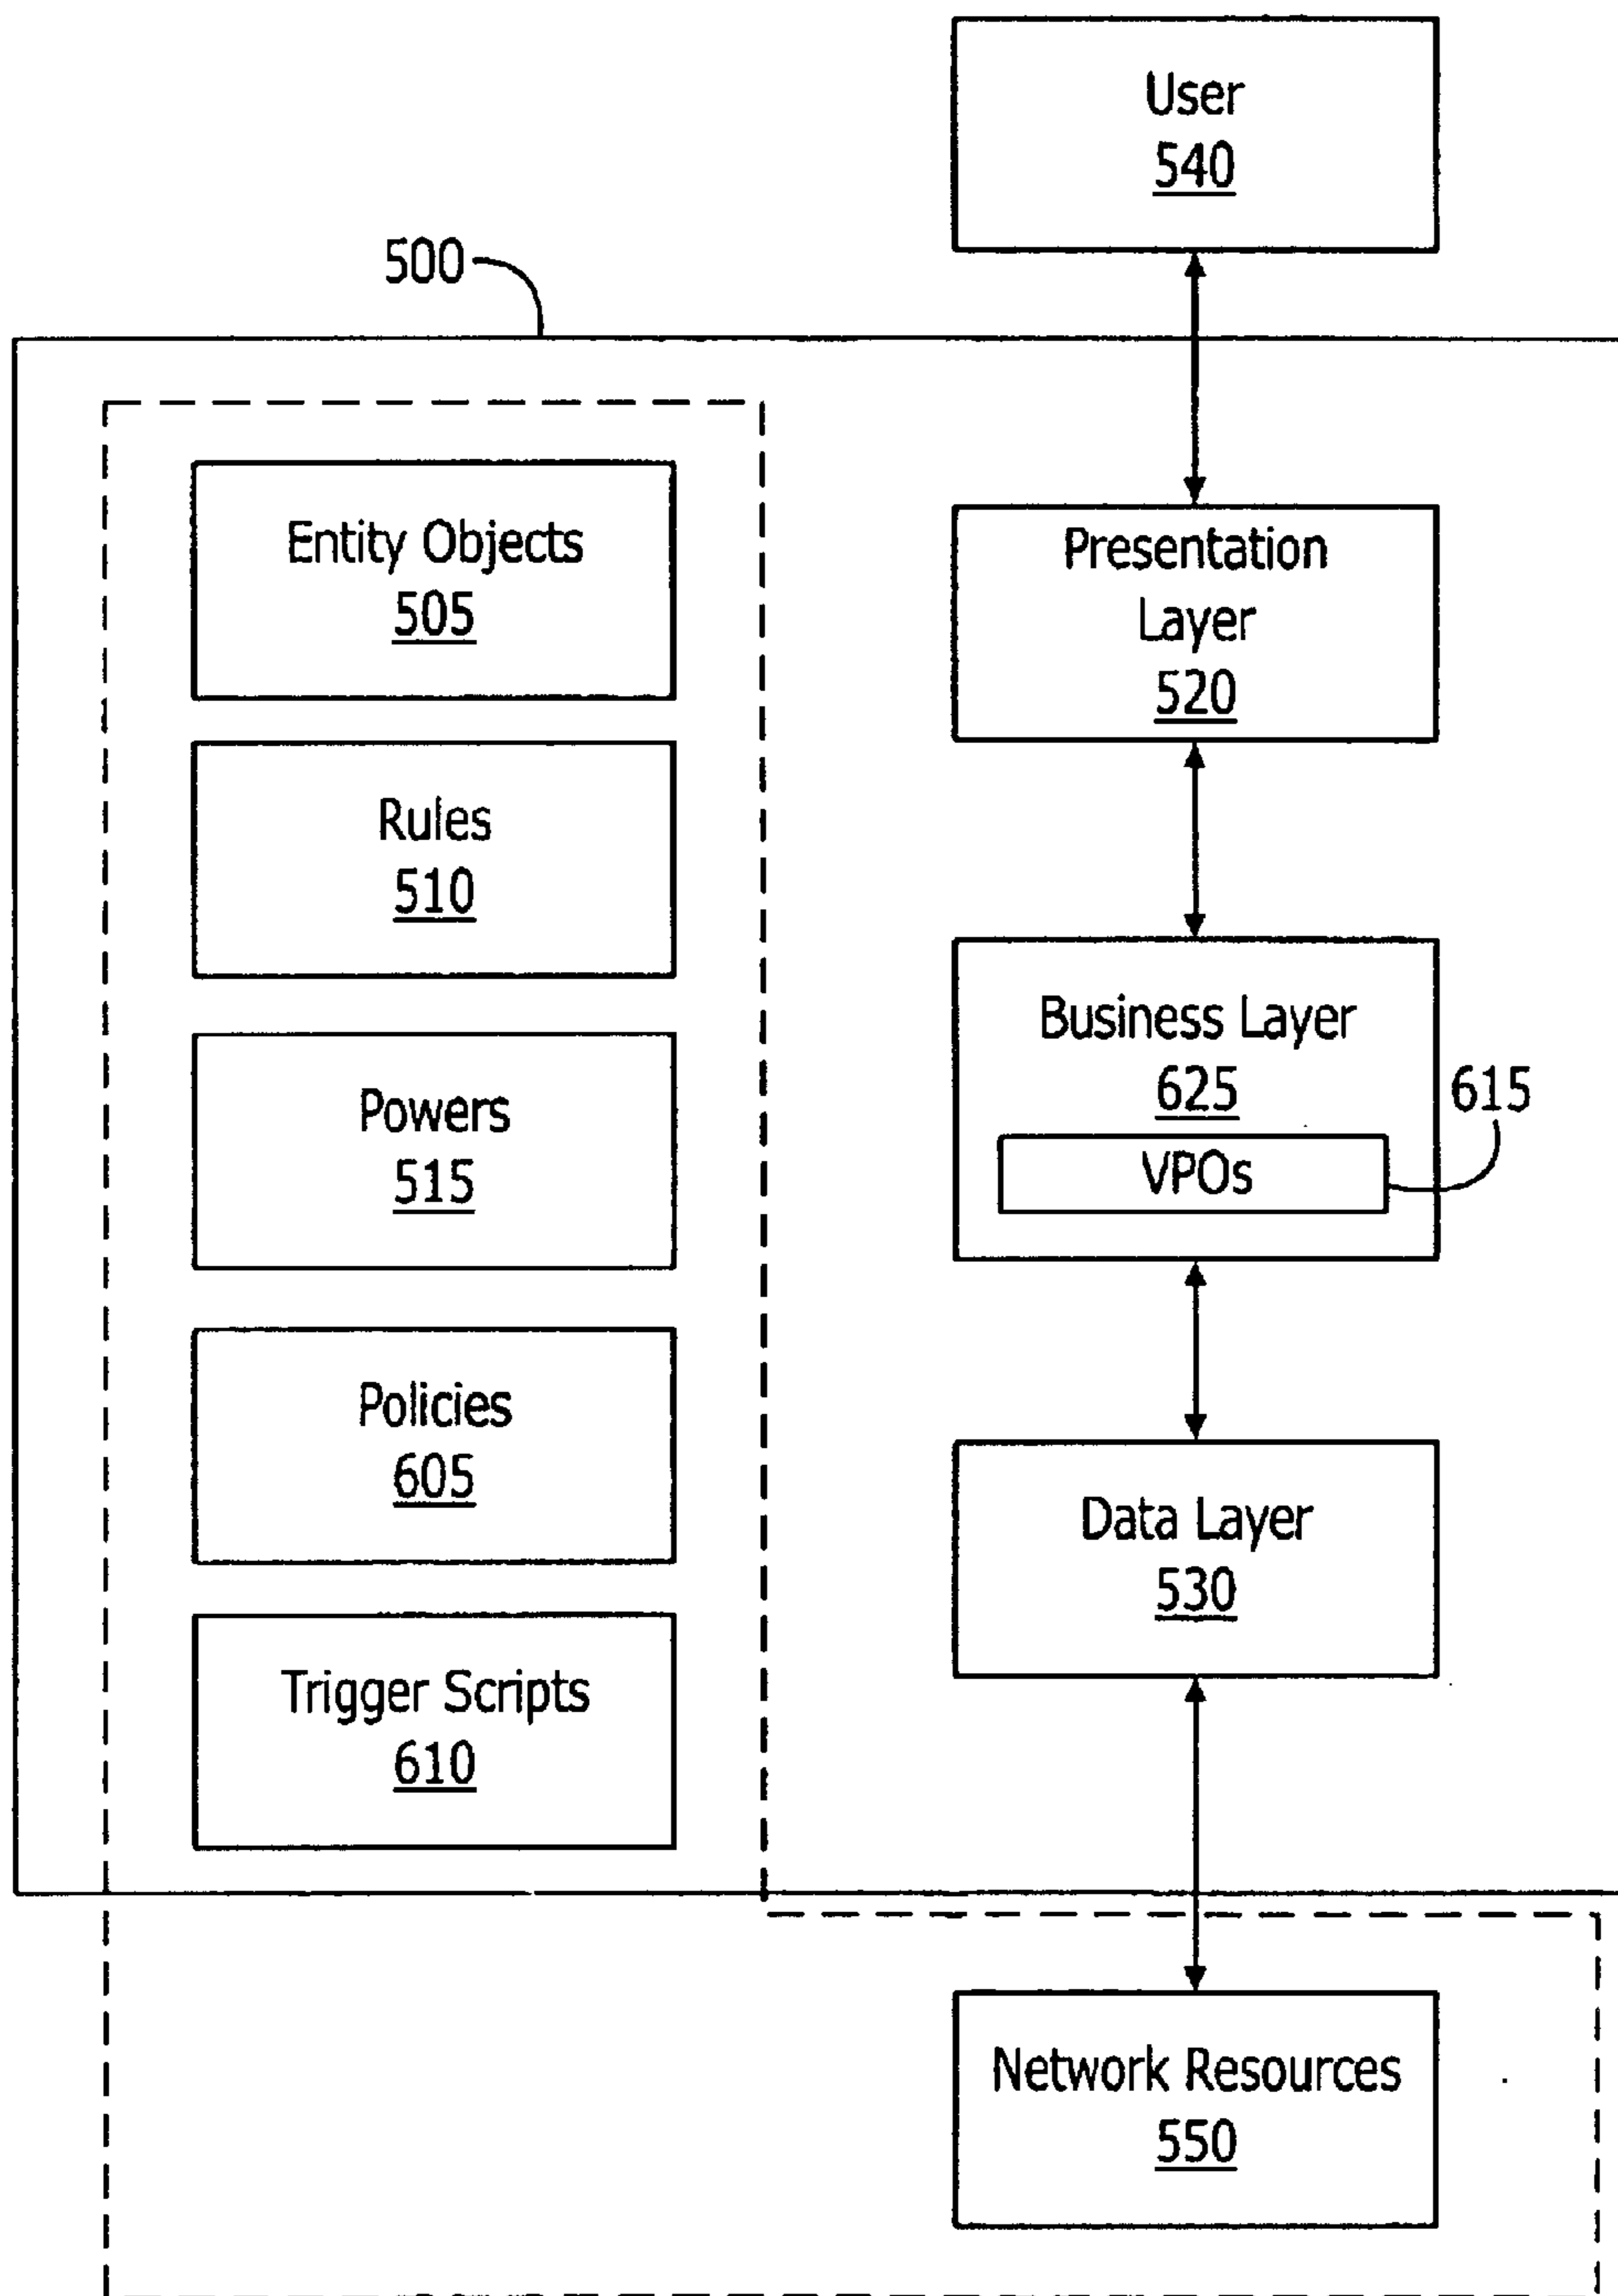 User
540
500
Entity Objects
505
Rules
510
Powers
515
Policies
605
Trigger Scripts
610
Presentation
Layer
520
Business Layer
625
VPOs
615
Data Layer
530
Network Resources
550